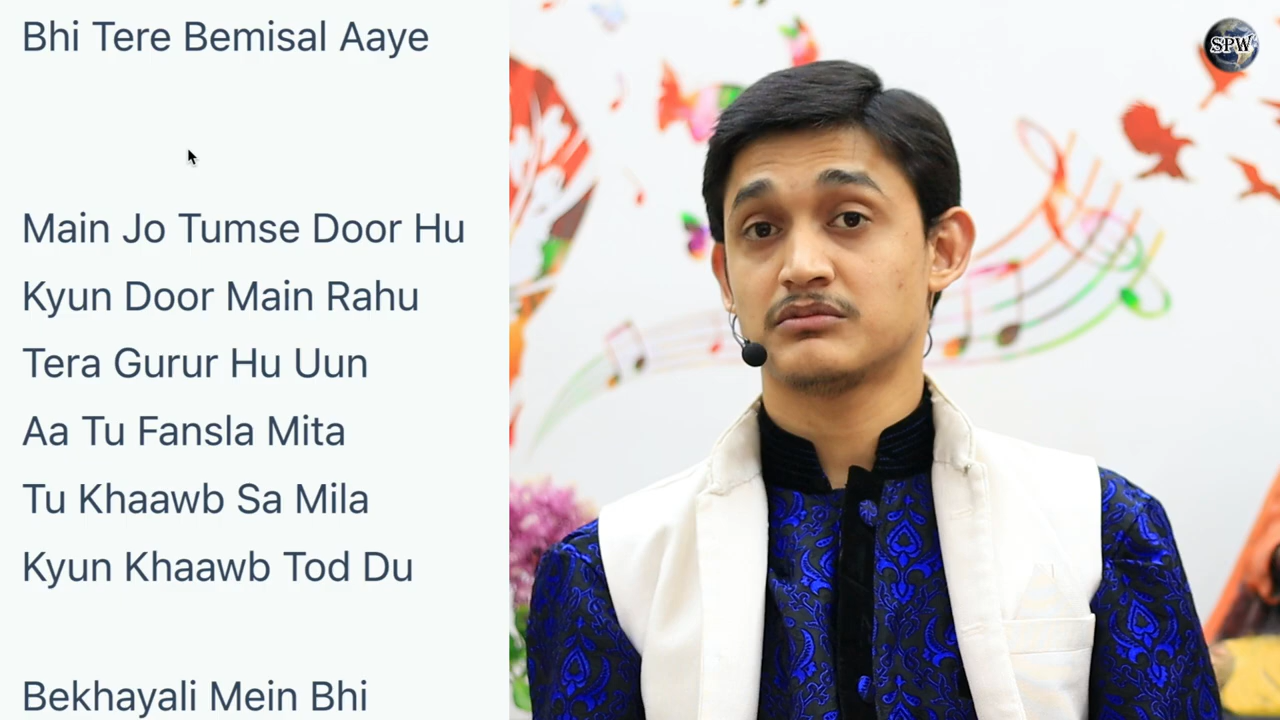 Bhi Tere Bemisal Aaye
Main Jo Tumse Door Hu
Kyun Door Main Rahu
Tera Gurur Hu Uun
Aa Tu Fansla Mita
Tu Khaawb Sa Mila
Kyun Khaawb Tod Du
Bekhayali Mein Bhi
SPW